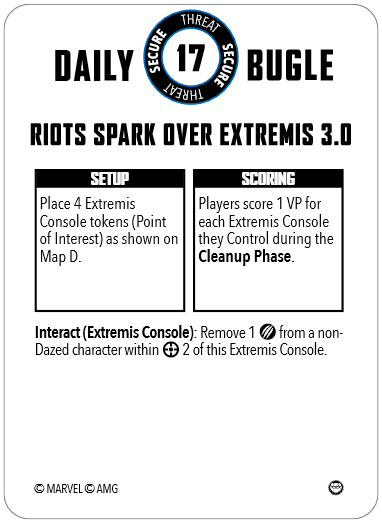 DAILY BUGLE
THREAT
SECURE 17 SECURE
THREAT
RIOTS SPARK OVER EXTREMIS 3.0
SETUP
Place 4 Extremis
Console tokens (Point
of Interest) as shown on
Map D.
SCORING
Players score 1 VP for
each Extremis Console
they Control during the
Cleanup Phase.
Interact (Extremis Console): Remove 1 from a non-
Dazed character within 2 of this Extremis Console.
© MARVEL © AMG